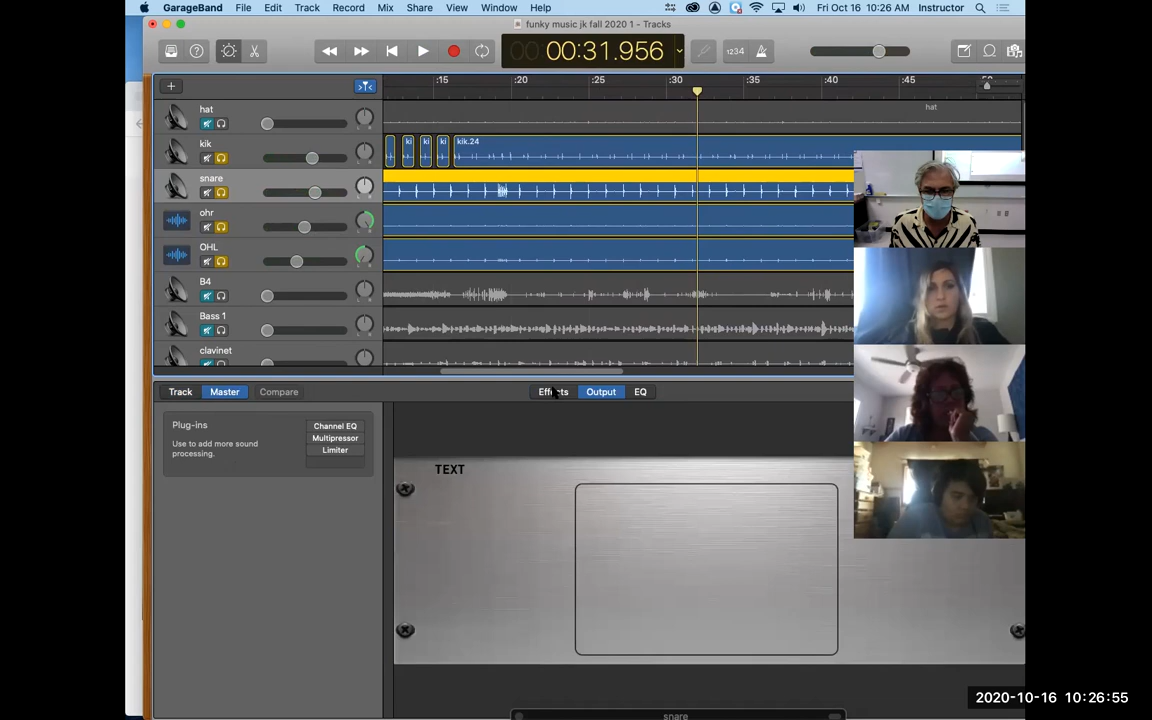 GarageBand File Edit Track Record Mix Share View Window Help Fri Oct 16 10:26 AM Instructor
funky music jk fall 2020 1 - Tracks
00:31.956
1234
:15 :20 :25 :30 :35 :40 :45
hat
hat
kik
ki ki ki kik.24
snare
ohr
OHL
B4
Bass 1
clavinet
Track Master Compare Effects Output EQ
Plug-ins
Use to add more sound
processing.
Channel EQ
Multipressor
Limiter
TEXT
snare
2020-10-16 10:26:55